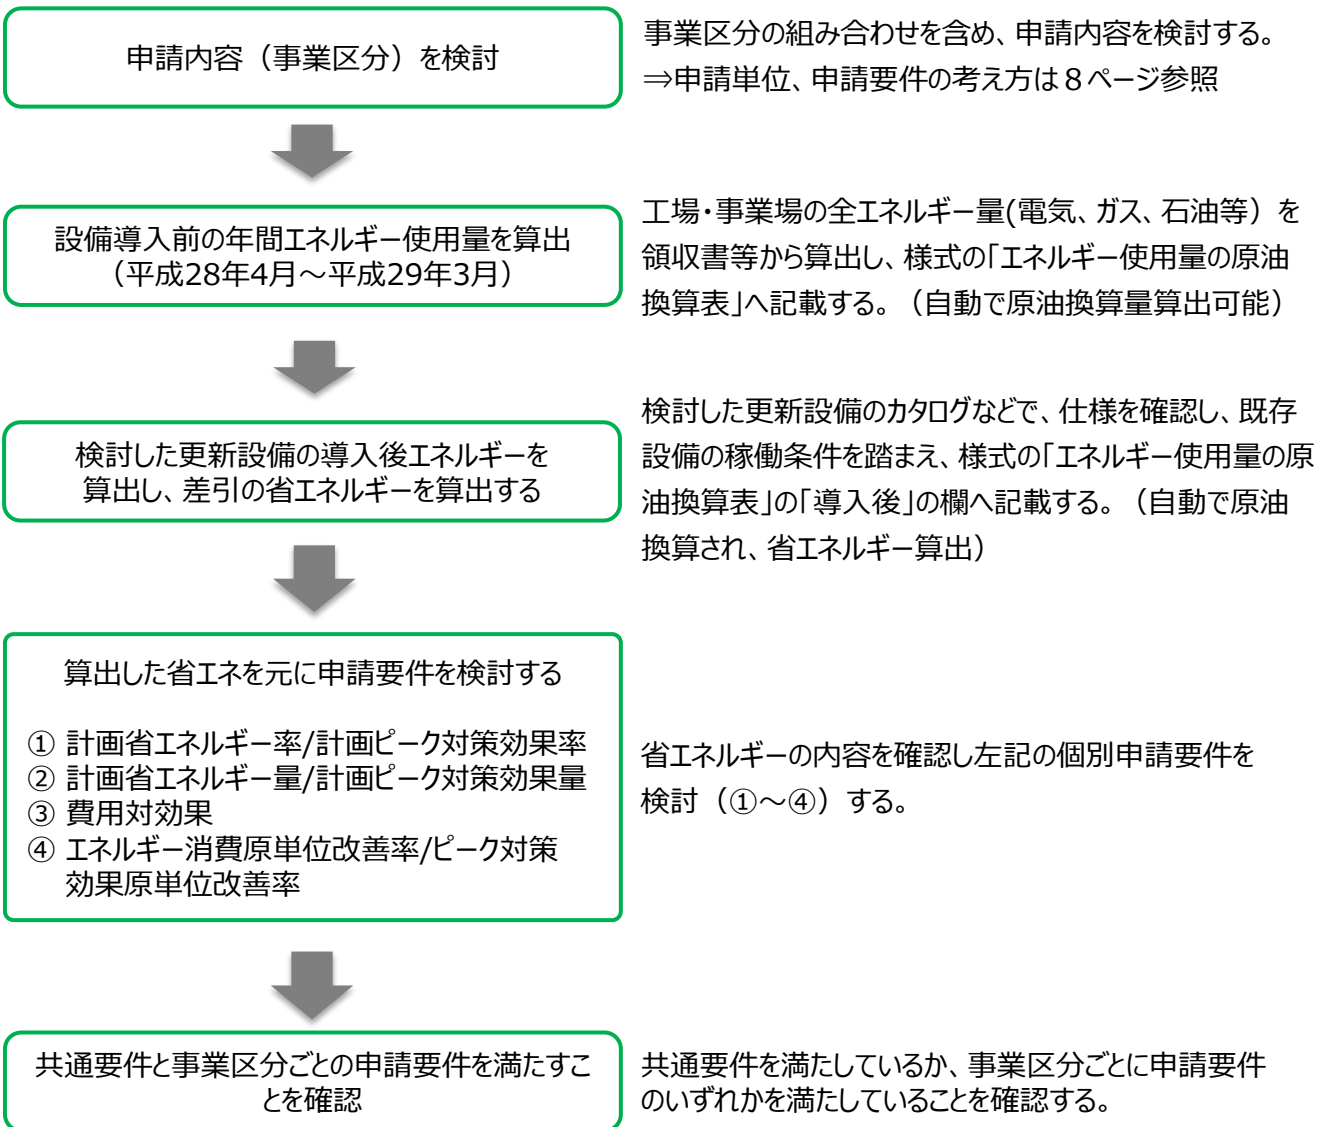 申請内容（事業区分）を検討
事業区分の組み合わせを含め、申請内容を検討する。
⇒申請単位、申請要件の考え方は８ページ参照
設備導入前の年間エネルギー使用量を算出
（平成28年4月～平成29年3月）
工場・事業場の全エネルギー量(電気、ガス、石油等）を
領収書等から算出し、様式の「エネルギー使用量の原油
換算表」へ記載する。（自動で原油換算量算出可能）
検討した更新設備の導入後エネルギーを
算出し、差引の省エネルギーを算出する
検討した更新設備のカタログなどで、仕様を確認し、既存
設備の稼働条件を踏まえ、様式の「エネルギー使用量の原
油換算表」の「導入後」の欄へ記載する。（自動で原油
換算され、省エネルギー算出）
算出した省エネを元に申請要件を検討する
① 計画省エネルギー率/計画ピーク対策効果率
② 計画省エネルギー量/計画ピーク対策効果量
③ 費用対効果
④ エネルギー消費原単位改善率/ピーク対策
効果原単位改善率
省エネルギーの内容を確認し左記の個別申請要件を
検討（①～④）する。
共通要件と事業区分ごとの申請要件を満たすこ
とを確認
共通要件を満たしているか、事業区分ごとに申請要件
のいずれかを満たしていることを確認する。